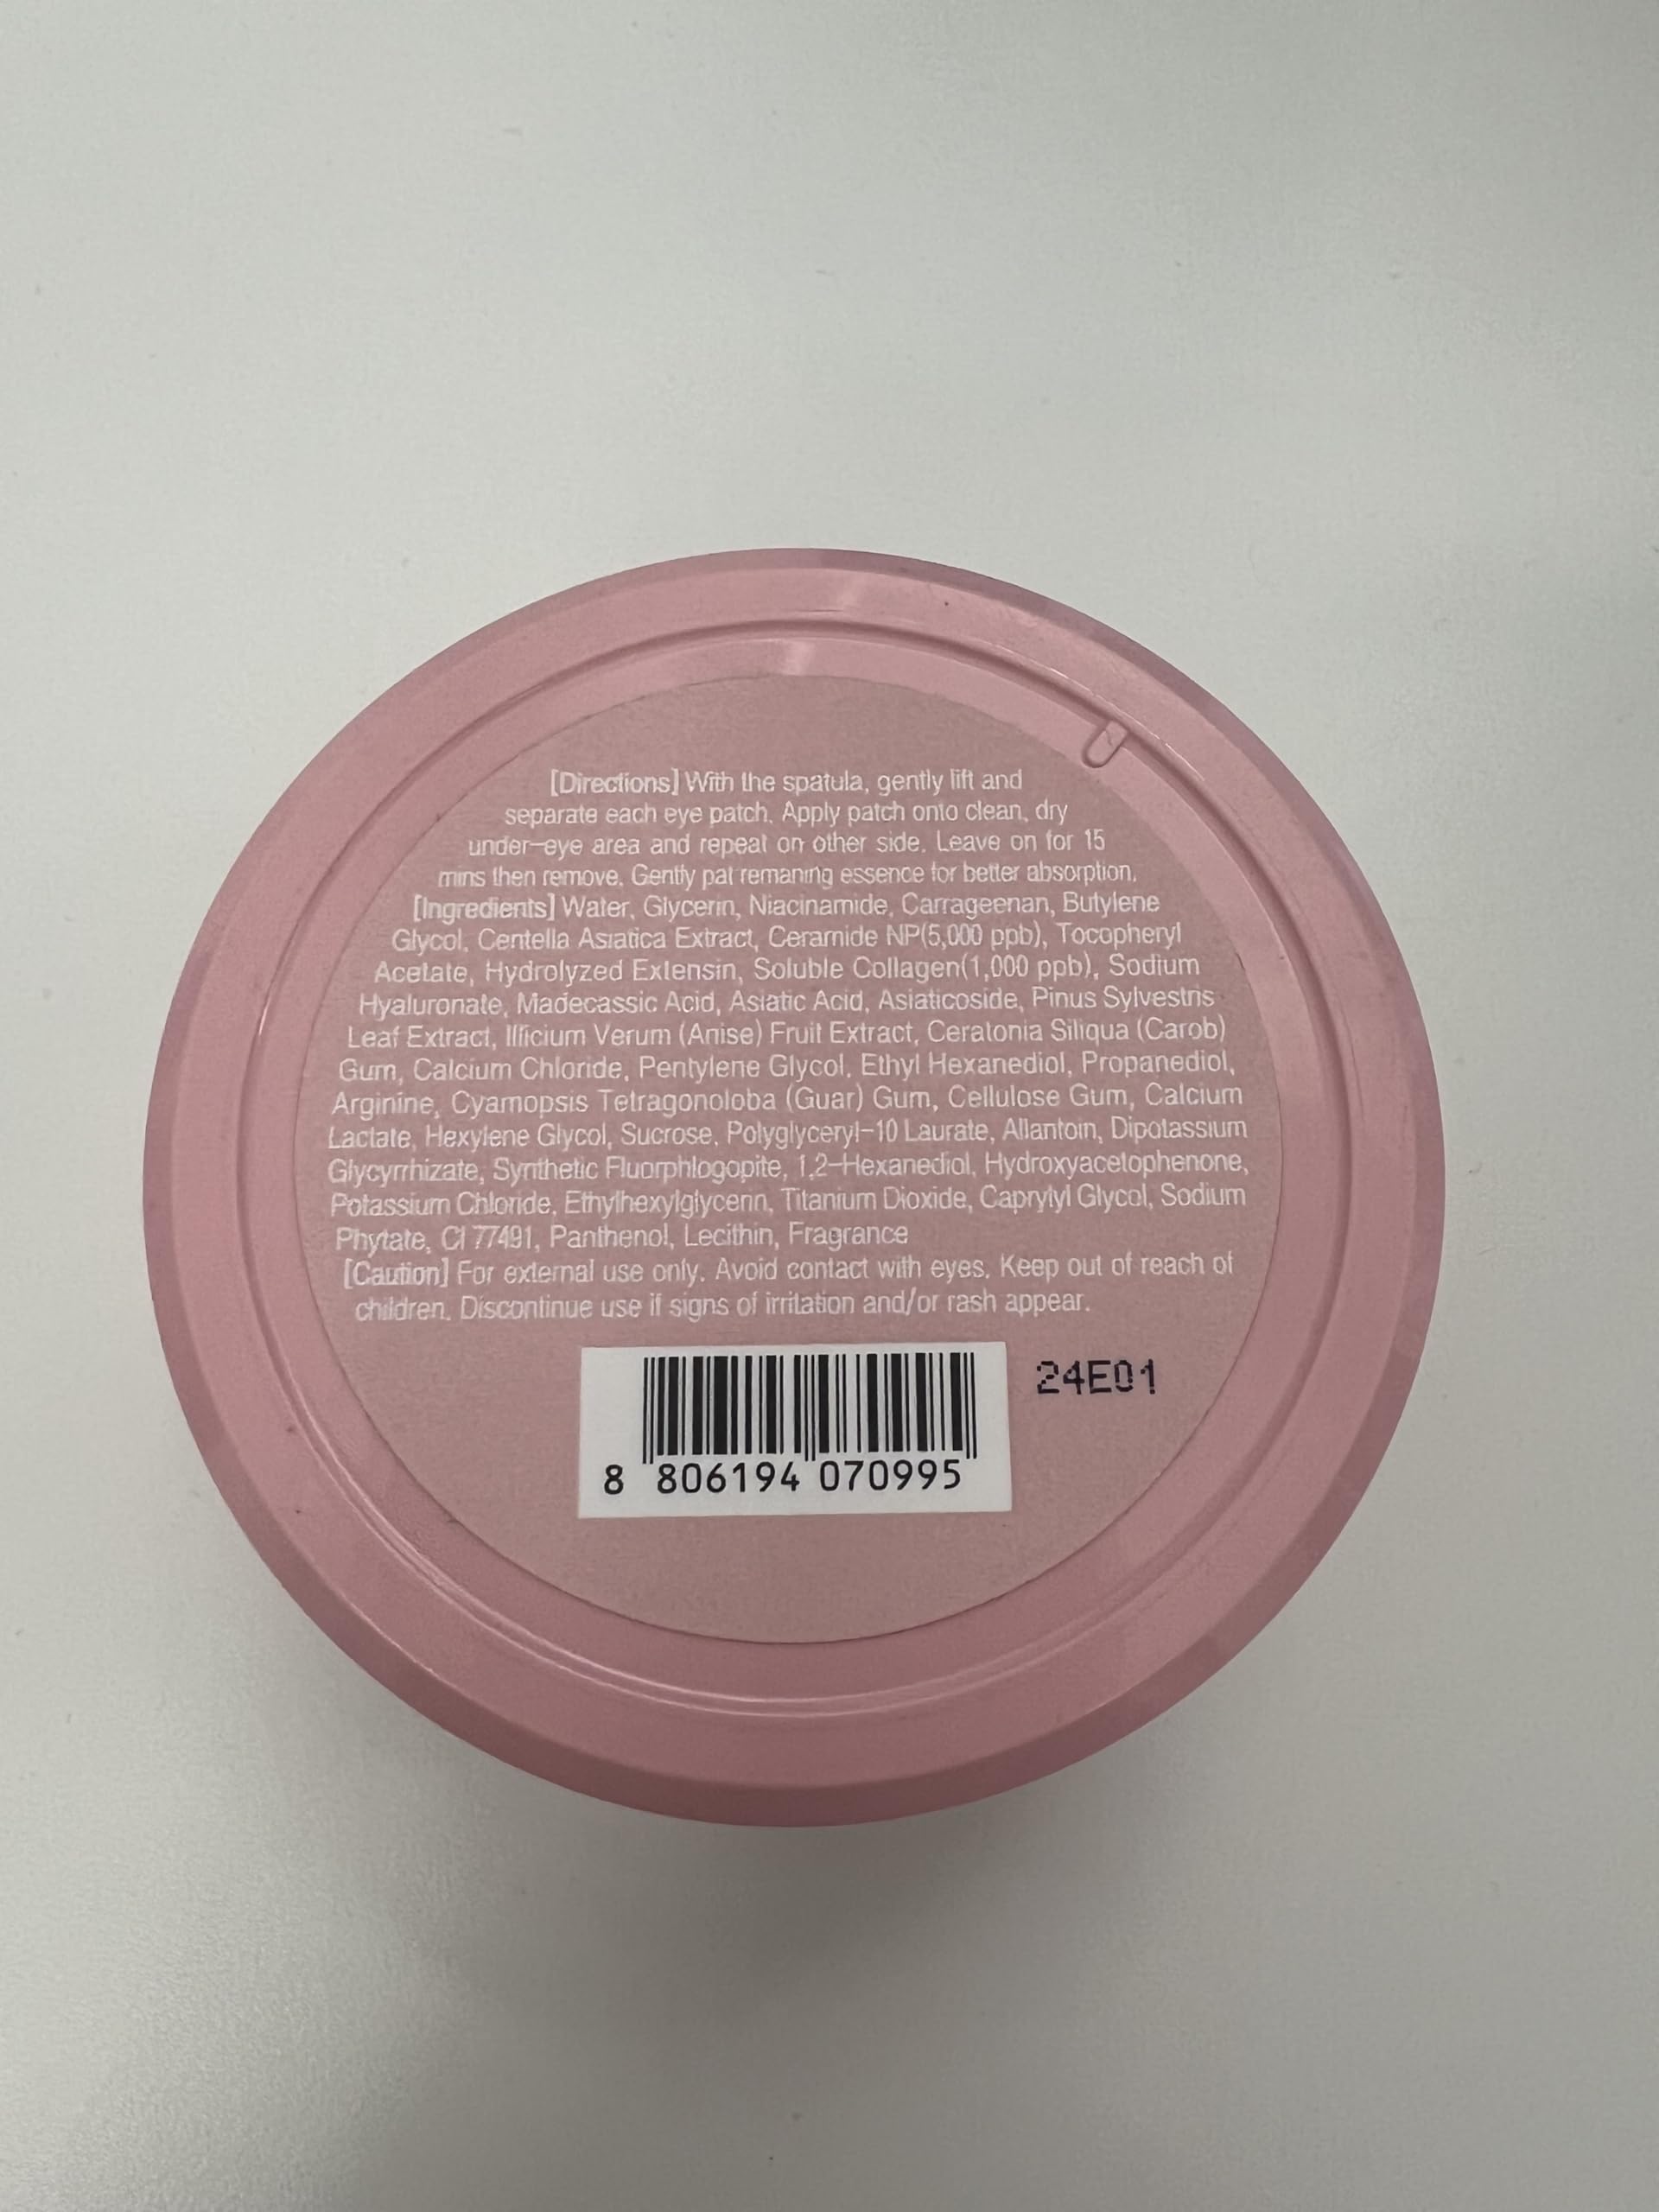 [Directions] With the spatula, gently lift and
separate each eye patch. Apply patch onto clean, dry
under-eye area and repeat on other side. Leave on for 15
mins then remove. Gently pat remaning essence for better absorption.
[Ingredients] Water, Glycerin, Niacinamide, Carrageenan, Butylene
Glycol, Centella Asiatica Extract, Ceramide NP(5,000 ppb), Tocopheryl
Acetate, Hydrolyzed Extensin, Soluble Collagen(1,000 ppb), Sodium
Hyaluronate, Madecassic Acid, Asiatic Acid, Asiaticoside, Pinus Sylvestris
Leaf Extract, Illicium Verum (Anise) Fruit Extract, Ceratonia Siliqua (Carob)
Gum, Calcium Chloride, Pentylene Glycol, Ethyl Hexanediol, Propanediol,
Arginine, Cyamopsis Tetragonoloba (Guar) Gum, Cellulose Gum, Calcium
Lactate, Hexylene Glycol, Sucrose, Polyglyceryl-10 Laurate, Allantoin, Dipotassium
Glycyrrhizate, Synthetic Fluorphlogopite, 1,2-Hexanediol, Hydroxyacetophenone,
Potassium Chloride, Ethylhexylglycerin, Titanium Dioxide, Caprylyl Glycol, Sodium
Phytate, CI 77491, Panthenol, Lecithin, Fragrance
[Caution] For external use only. Avoid contact with eyes. Keep out of reach of
children. Discontinue use if signs of irritation and/or rash appear.
24E01
8 806194 070995